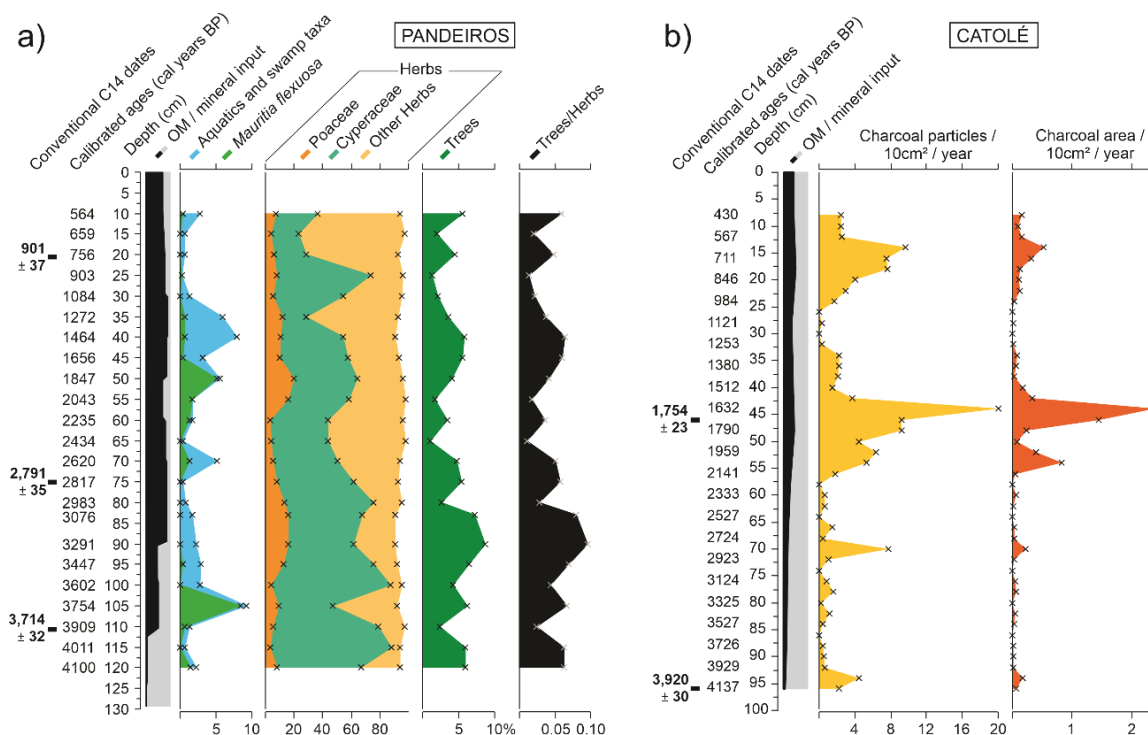 a)
PANDEIROS
Conventional C14 dates
Calibrated ages (cal years BP)
Depth (cm)
OM / mineral input
Aquatics and swamp taxa
Mauritia flexuosa
Herbs
Poaceae
Cyperaceae
Other Herbs
Trees
Trees/Herbs
0
5
564 10
659 15
901 ± 37
756 20
903 25
1084 30
1272 35
1464 40
1656 45
1847 50
2043 55
2235 60
2434 65
2620 70
2,791 ± 35
2817 75
2983 80
3076
85
3291 90
3447 95
3602 100
3754 105
3,714 ± 32
3909 110
4011 115
4100 120
125
130
5 10
20 40 60 80 100
5 10%
0.05 0.10
b)
CATOLÉ
Conventional C14 dates
Calibrated ages (cal years BP)
Depth (cm)
OM / mineral input
Charcoal particles /
10cm² / year
Charcoal area /
10cm² / year
0
5
430
10
567
15
711
20
846
25
984
1121
30
1253
35
1380
40
1512
1632
45
1,754 ± 23
1790
50
1959
55
2141
2333
60
2527
65
2724
70
2923
75
3124
80
3325
85
3527
3726
90
3929
95
3,920 ± 30
4137
100
0 4 8 12 16 20
1 2